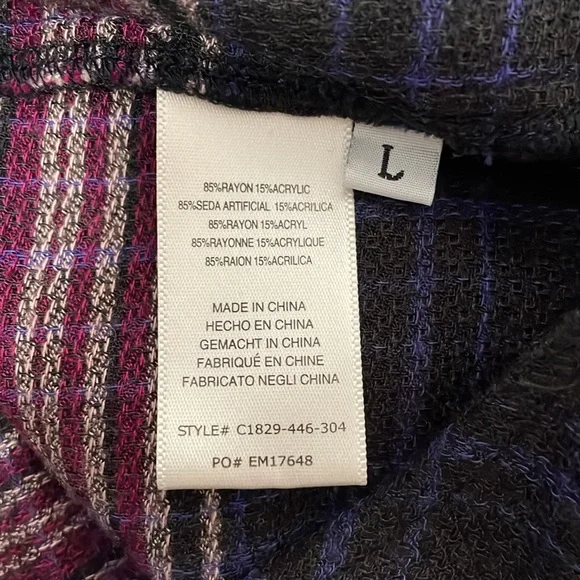 L
85%RAYON 15%ACRYLIC
85%SEDA ARTIFICIAL 15%ACRILICA
85%RAYON 15%ACRYL
85%RAYONNE 15%ACRYLIQUE
85%RAION 15%ACRILICA
MADE IN CHINA
HECHO EN CHINA
GEMACHT IN CHINA
FABRIQUÉ EN CHINE
FABRICATO NEGLI CHINA
STYLE# C1829-446-304
PO# EM17648